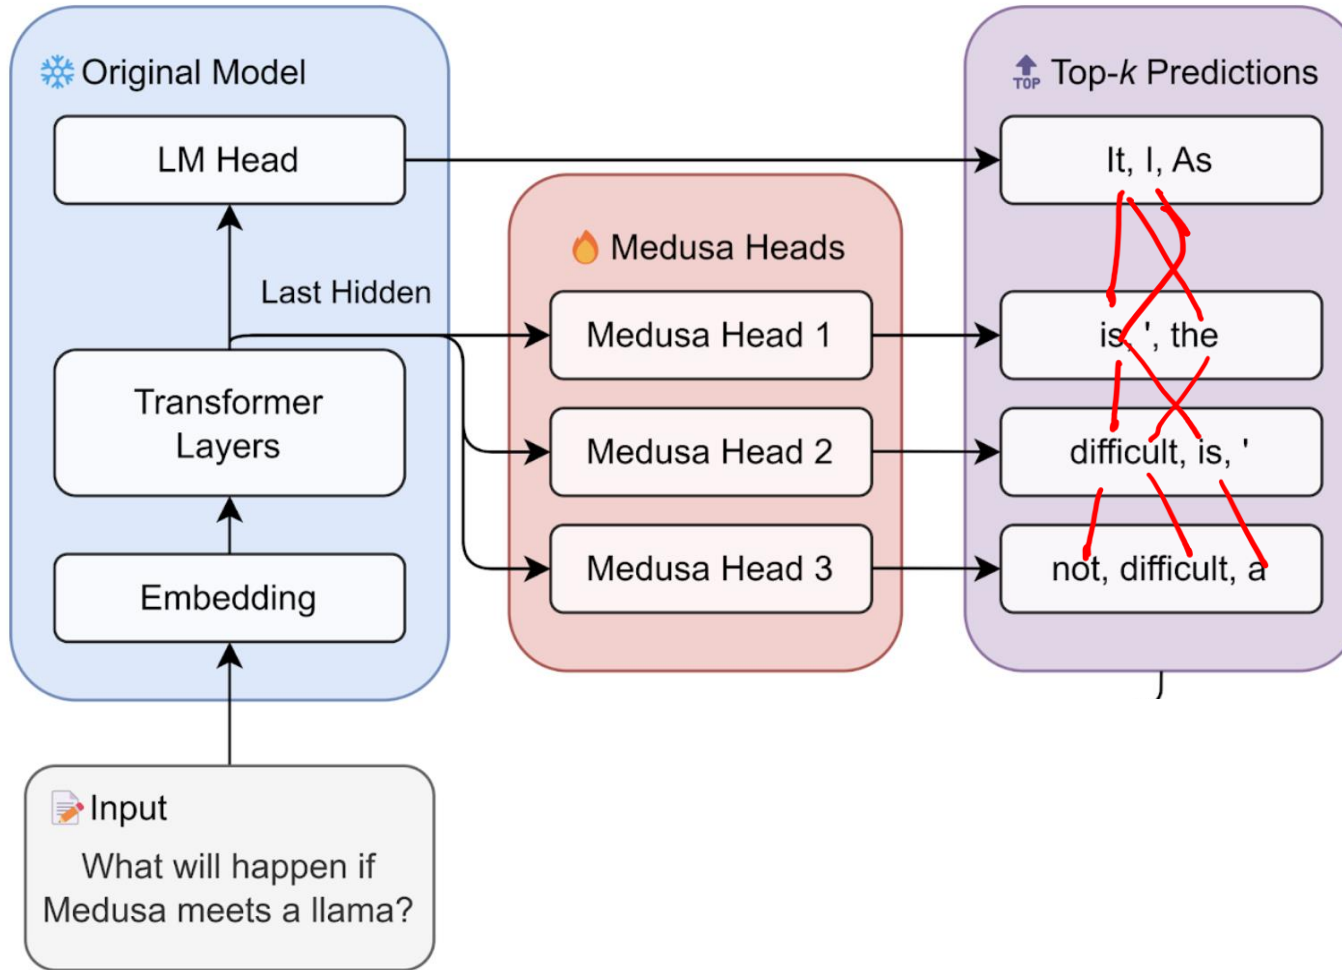 Original Model
LM Head
Last Hidden
Transformer
Layers
Embedding
Input
What will happen if
Medusa meets a llama?
Medusa Heads
Medusa Head 1
Medusa Head 2
Medusa Head 3
TOP
Top-k Predictions
It, I, As
is, ', the
difficult, is, '
not, difficult, a